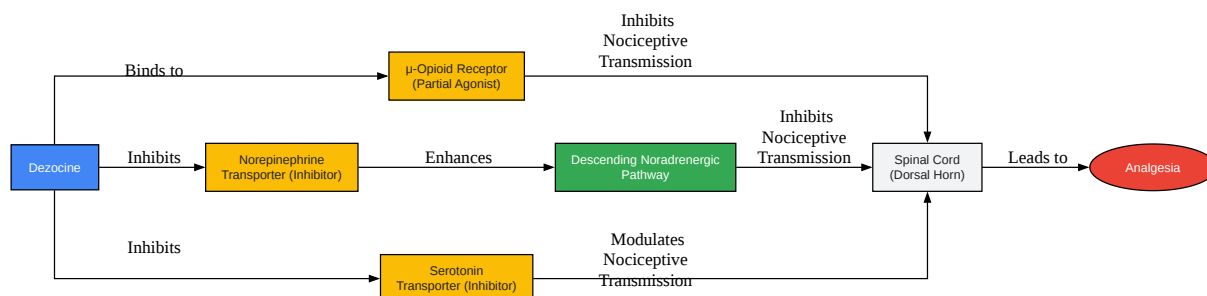 Inhibits
Nociceptive
Transmission
Binds to
μ-Opioid Receptor
(Partial Agonist)
Dezocine
Inhibits
Norepinephrine
Transporter (Inhibitor)
Enhances
Descending Noradrenergic
Pathway
Inhibits
Nociceptive
Transmission
Spinal Cord
(Dorsal Horn)
Leads to
Analgesia
Inhibits
Serotonin
Transporter (Inhibitor)
Modulates
Nociceptive
Transmission